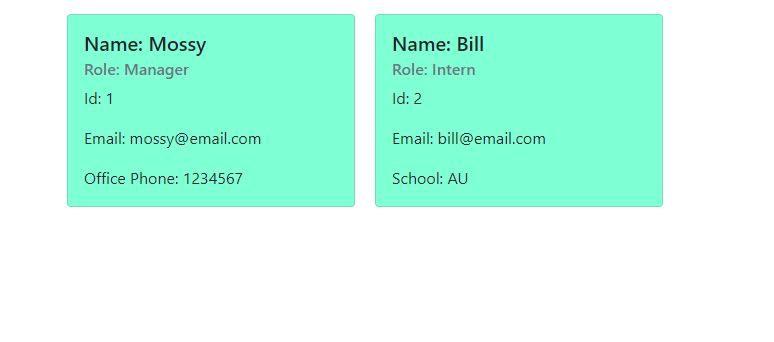 Name: Mossy
Role: Manager
Id: 1
Email: mossy@email.com
Office Phone: 1234567
Name: Bill
Role: Intern
Id: 2
Email: bill@email.com
School: AU